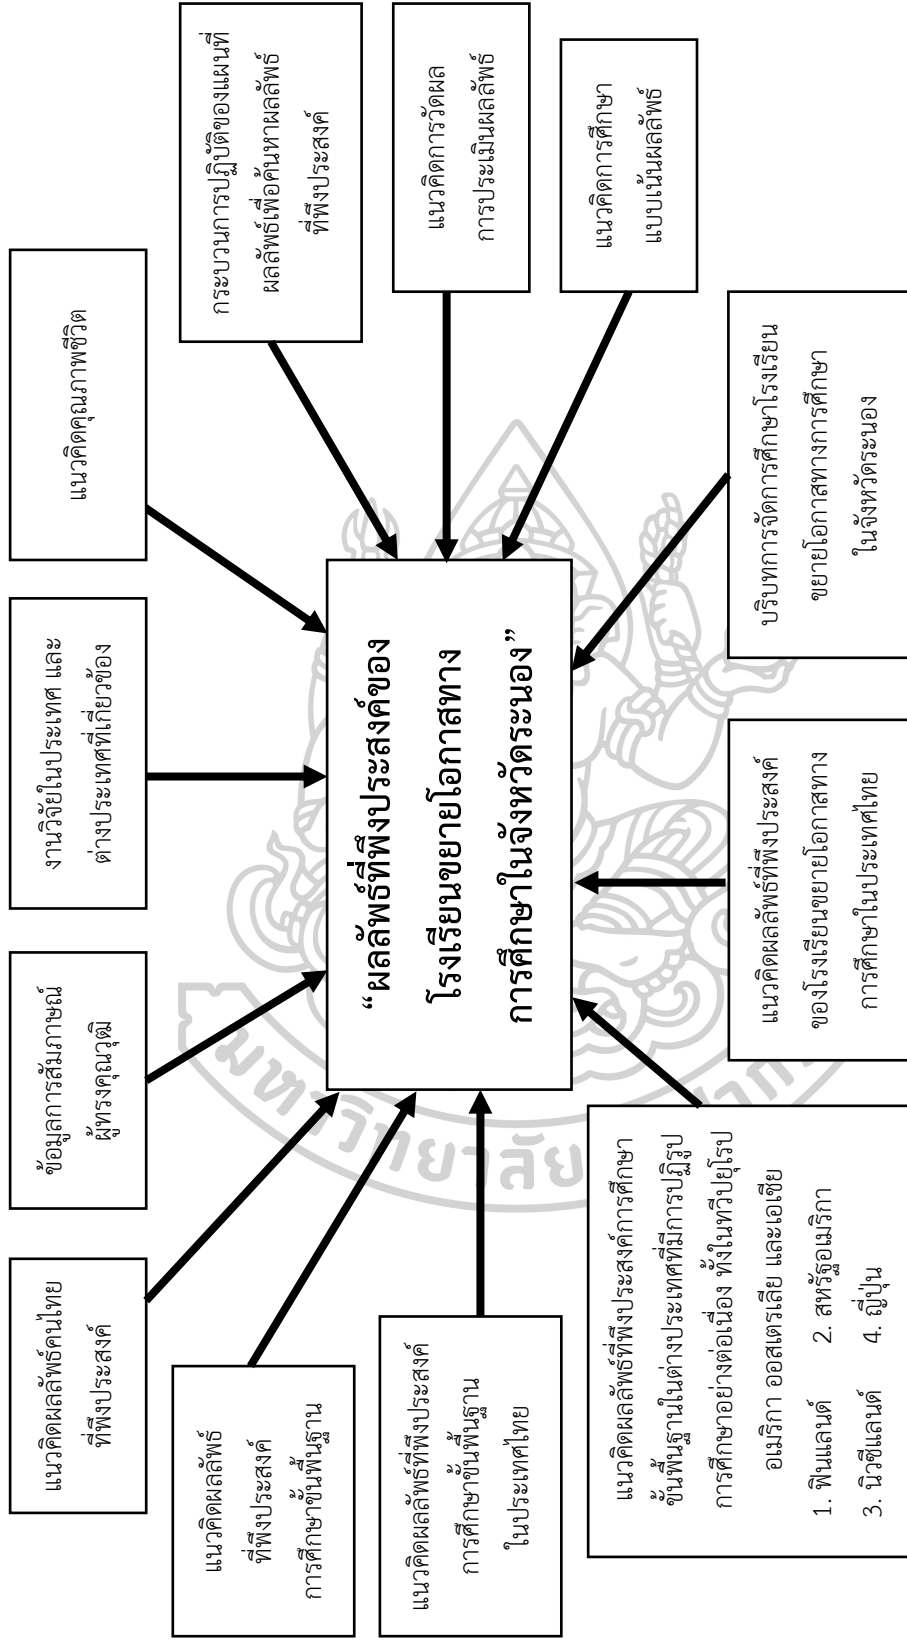 แนวคิดผลลัพธ์คนไทย
ที่พึงประสงค์
ข้อมูลการสัมภาษณ์
ผู้ทรงคุณวุฒิ
งานวิจัยในประเทศ และ
ต่างประเทศที่เกี่ยวข้อง
แนวคิดคุณภาพชีวิต
กระบวนการปฏิบัติของแผนที่
ผลลัพธ์เพื่อค้นหาผลลัพธ์
ที่พึงประสงค์
แนวคิดการวัดผล
การประเมินผลลัพธ์
แนวคิดการศึกษา
แบบเน้นผลลัพธ์
แนวคิดผลลัพธ์
ที่พึงประสงค์
การศึกษาขั้นพื้นฐาน
แนวคิดผลลัพธ์ที่พึงประสงค์
การศึกษาขั้นพื้นฐาน
ในประเทศไทย
“ผลลัพธ์ที่พึงประสงค์ของ
โรงเรียนขยายโอกาสทาง
การศึกษาในจังหวัดระนอง”
แนวคิดผลลัพธ์ที่พึงประสงค์การศึกษา
ขั้นพื้นฐานในต่างประเทศที่มีการปฏิรูป
การศึกษาอย่างต่อเนื่อง ทั้งในทวีปยุโรป
อเมริกา ออสเตรเลีย และเอเชีย
1. ฟินแลนด์ 2. สหรัฐอเมริกา
3. นิวซีแลนด์ 4. ญี่ปุ่น
แนวคิดผลลัพธ์ที่พึงประสงค์
ของโรงเรียนขยายโอกาสทาง
การศึกษาในประเทศไทย
บริบทการจัดการศึกษาโรงเรียน
ขยายโอกาสทางการศึกษา
ในจังหวัดระนอง